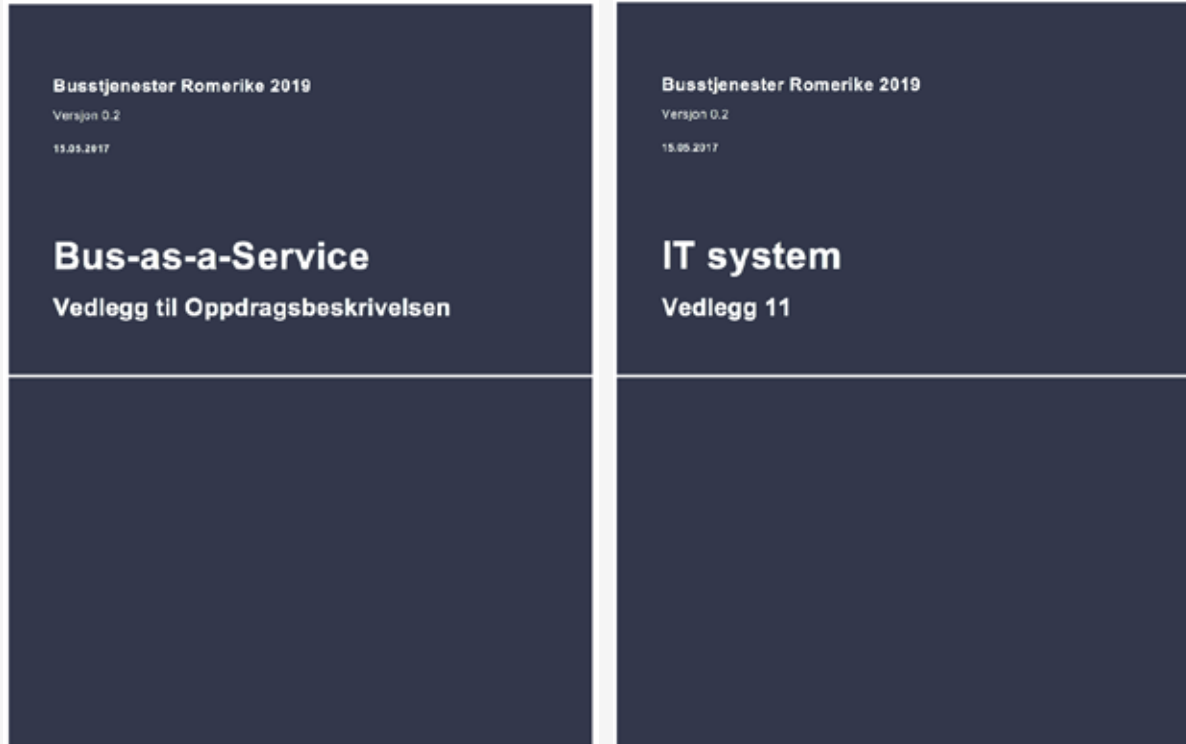 Busstjenester Romerike 2019
Versjon 0.2
15.05.2017
Bus-as-a-Service
Vedlegg til Oppdragsbeskrivelsen
Busstjenester Romerike 2019
Versjon 0.2
15.05.2017
IT system
Vedlegg 11